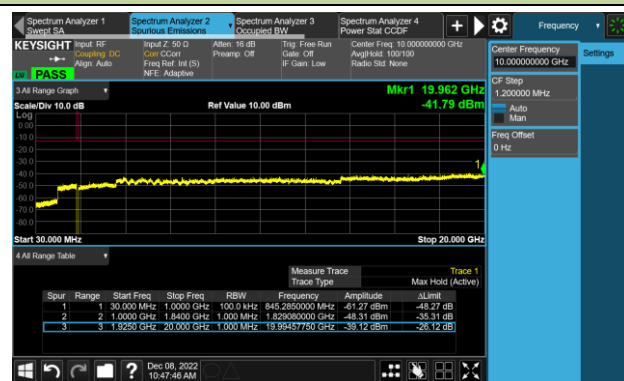 Spectrum Analyzer 1
Swept SA
Spectrum Analyzer 2
Spurious Emissions
Spectrum Analyzer 3
Occupied BW
Spectrum Analyzer 4
Power Stat CCDF
Frequency
KEYSIGHT
Input: RF
Coupling: DC
Align: Auto
Input Z: 50 Ω
Corr CCorr
Freq Ref: Int (S)
NFE: Adaptive
Atten: 16 dB
Preamp: Off
Trig: Free Run
Gate: Off
IF Gain: Low
Center Freq: 10.000000000 GHz
Avg|Hold: 100/100
Radio Std: None
PASS
Center Frequency
10.000000000 GHz
Settings
CF Step
1.200000 MHz
Auto
Man
Freq Offset
0 Hz
3 All Range Graph
Mkr1 19.962 GHz
Scale/Div 10.0 dB
Ref Value 10.00 dBm
-41.79 dBm
Log
0.00
-10.0
-20.0
-30.0
-40.0
-50.0
-60.0
-70.0
-80.0
1
Start 30.000 MHz
Stop 20.000 GHz
4 All Range Table
Measure Trace Trace 1
Trace Type Max Hold (Active)
Spur Range Start Freq Stop Freq RBW Frequency Amplitude ΔLimit
1 1 30.000 MHz 1.0000 GHz 100.0 kHz 845.2850000 MHz -61.27 dBm -48.27 dB
2 2 1.0000 GHz 1.8400 GHz 1.000 MHz 1.829080000 GHz -48.31 dBm -35.31 dB
3 3 1.9250 GHz 20.000 GHz 1.000 MHz 19.99457750 GHz -39.12 dBm -26.12 dB
?
Dec 08, 2022
10:47:46 AM